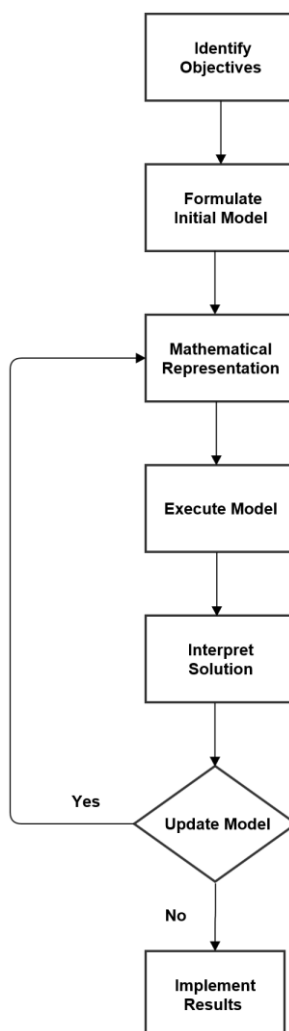 Identify
Objectives
Formulate
Initial Model
Mathematical
Representation
Execute Model
Interpret
Solution
Yes
Update Model
No
Implement
Results